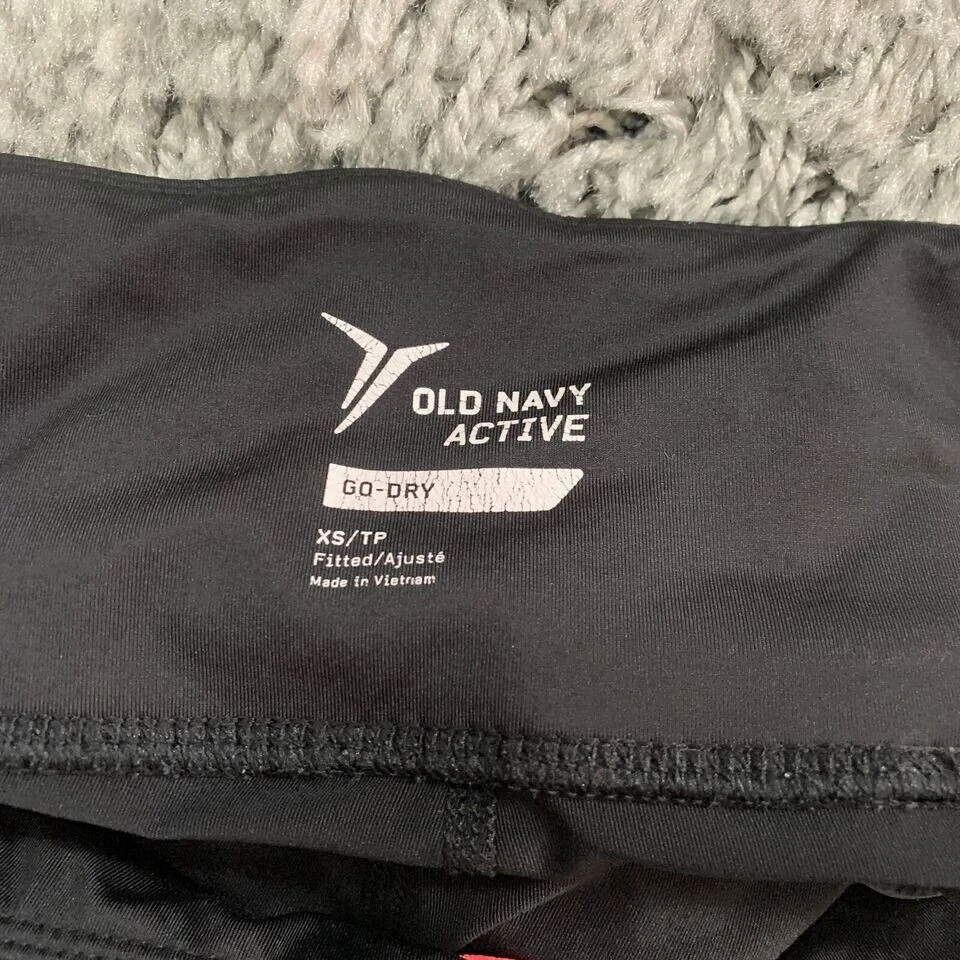 OLD NAVY
ACTIVE
GO-DRY
XS/TP
Fitted/Ajusté
Made in Vietnam